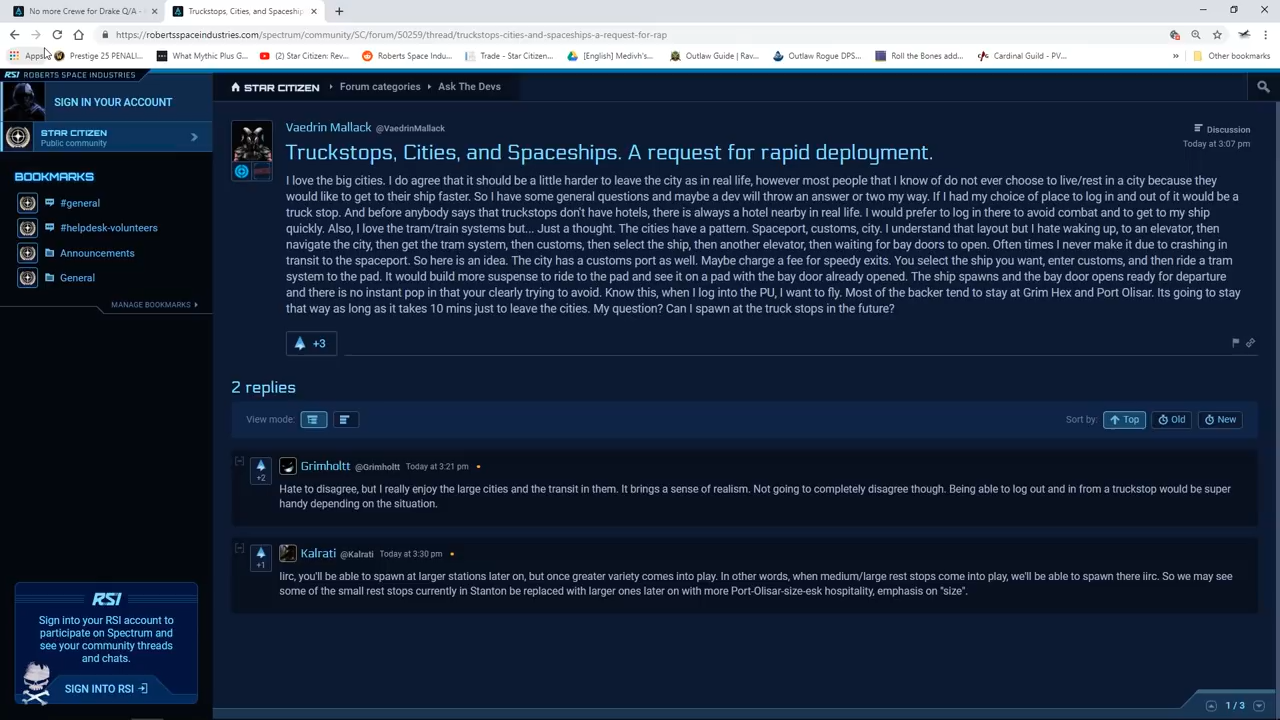 No more Crewe for Drake Q/A -
Truckstops, Cities, and Spaceship
https://robertsspaceindustries.com/spectrum/community/SC/forum/50259/thread/truckstops-cities-and-spaceships-a-request-for-rap
Apps
Prestige 25 PENALI...
What Mythic Plus G...
(2) Star Citizen: Rev...
Roberts Space Indu...
Trade - Star Citizen...
[English] Medivh's...
Outlaw Guide | Rav...
Outlaw Rogue DPS...
Roll the Bones add...
Cardinal Guild - PV...
»
Other bookmarks
RSI ROBERTS SPACE INDUSTRIES
SIGN IN YOUR ACCOUNT
STAR CITIZEN
Public community
BOOKMARKS
#general
#helpdesk-volunteers
Announcements
General
MANAGE BOOKMARKS
RSI
Sign into your RSI account to
participate on Spectrum and
see your community threads
and chats.
SIGN INTO RSI
STAR CITIZEN
Forum categories
Ask The Devs
Vaedrin Mallack @VaedrinMallack
Discussion
Today at 3:07 pm
Truckstops, Cities, and Spaceships. A request for rapid deployment.
I love the big cities. I do agree that it should be a little harder to leave the city as in real life, however most people that I know of do not ever choose to live/rest in a city because they
would like to get to their ship faster. So I have some general questions and maybe a dev will throw an answer or two my way. If I had my choice of place to log in and out of it would be a
truck stop. And before anybody says that truckstops don't have hotels, there is always a hotel nearby in real life. I would prefer to log in there to avoid combat and to get to my ship
quickly. Also, I love the tram/train systems but... Just a thought. The cities have a pattern. Spaceport, customs, city. I understand that layout but I hate waking up, to an elevator, then
navigate the city, then get the tram system, then customs, then select the ship, then another elevator, then waiting for bay doors to open. Often times I never make it due to crashing in
transit to the spaceport. So here is an idea. The city has a customs port as well. Maybe charge a fee for speedy exits. You select the ship you want, enter customs, and then ride a tram
system to the pad. It would build more suspense to ride to the pad and see it on a pad with the bay door already opened. The ship spawns and the bay door opens ready for departure
and there is no instant pop in that your clearly trying to avoid. Know this, when I log into the PU, I want to fly. Most of the backer tend to stay at Grim Hex and Port Olisar. Its going to stay
that way as long as it takes 10 mins just to leave the cities. My question? Can I spawn at the truck stops in the future?
+3
2 replies
View mode:
Sort by:
Top
Old
New
+2
Grimholtt @Grimholtt Today at 3:21 pm
Hate to disagree, but I really enjoy the large cities and the transit in them. It brings a sense of realism. Not going to completely disagree though. Being able to log out and in from a truckstop would be super
handy depending on the situation.
+1
Kalrati @Kalrati Today at 3:30 pm
Iirc, you'll be able to spawn at larger stations later on, but once greater variety comes into play. In other words, when medium/large rest stops come into play, we'll be able to spawn there iirc. So we may see
some of the small rest stops currently in Stanton be replaced with larger ones later on with more Port-Olisar-size-esk hospitality, emphasis on "size".
1 / 3